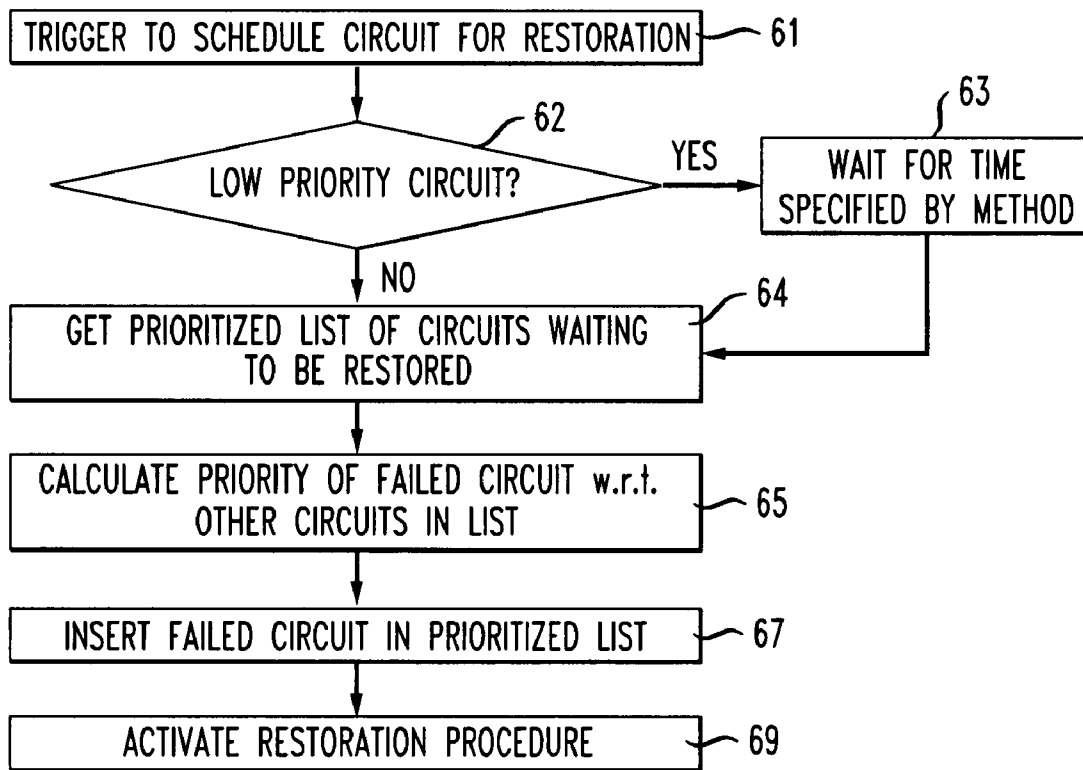 TRIGGER TO SCHEDULE CIRCUIT FOR RESTORATION
61
62
LOW PRIORITY CIRCUIT?
YES
63
WAIT FOR TIME
SPECIFIED BY METHOD
NO
64
GET PRIORITIZED LIST OF CIRCUITS WAITING
TO BE RESTORED
CALCULATE PRIORITY OF FAILED CIRCUIT w.r.t.
OTHER CIRCUITS IN LIST
65
INSERT FAILED CIRCUIT IN PRIORITIZED LIST
67
ACTIVATE RESTORATION PROCEDURE
69